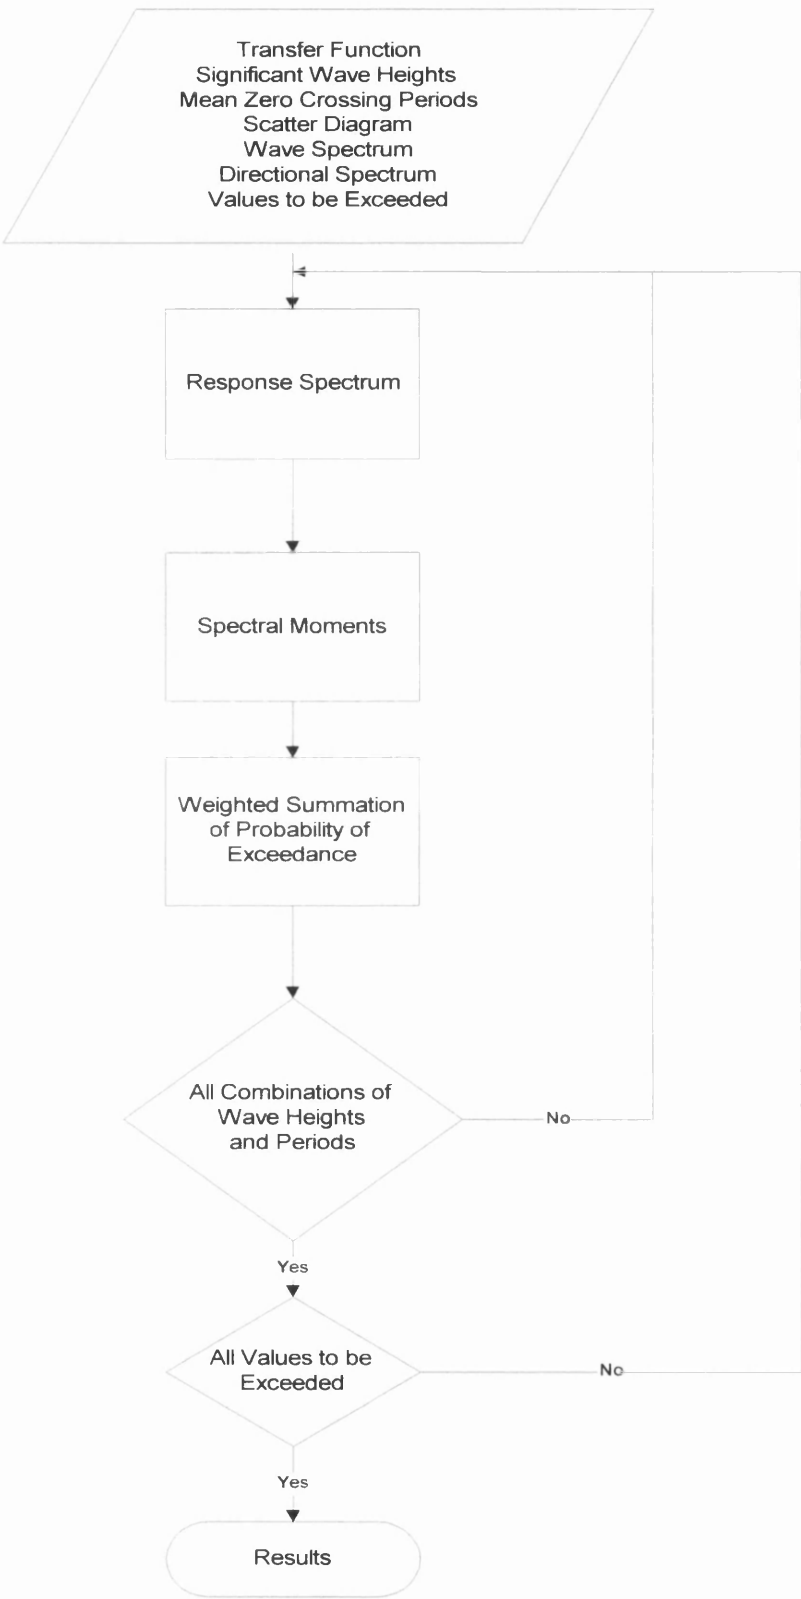 Transfer Function
Significant Wave Heights
Mean Zero Crossing Periods
Scatter Diagram
Wave Spectrum
Directional Spectrum
Values to be Exceeded
Response Spectrum
Spectral Moments
Weighted Summation
of Probability of
Exceedance
All Combinations of
Wave Heights
and Periods
No
Yes
All Values to be
Exceeded
No
Yes
Results